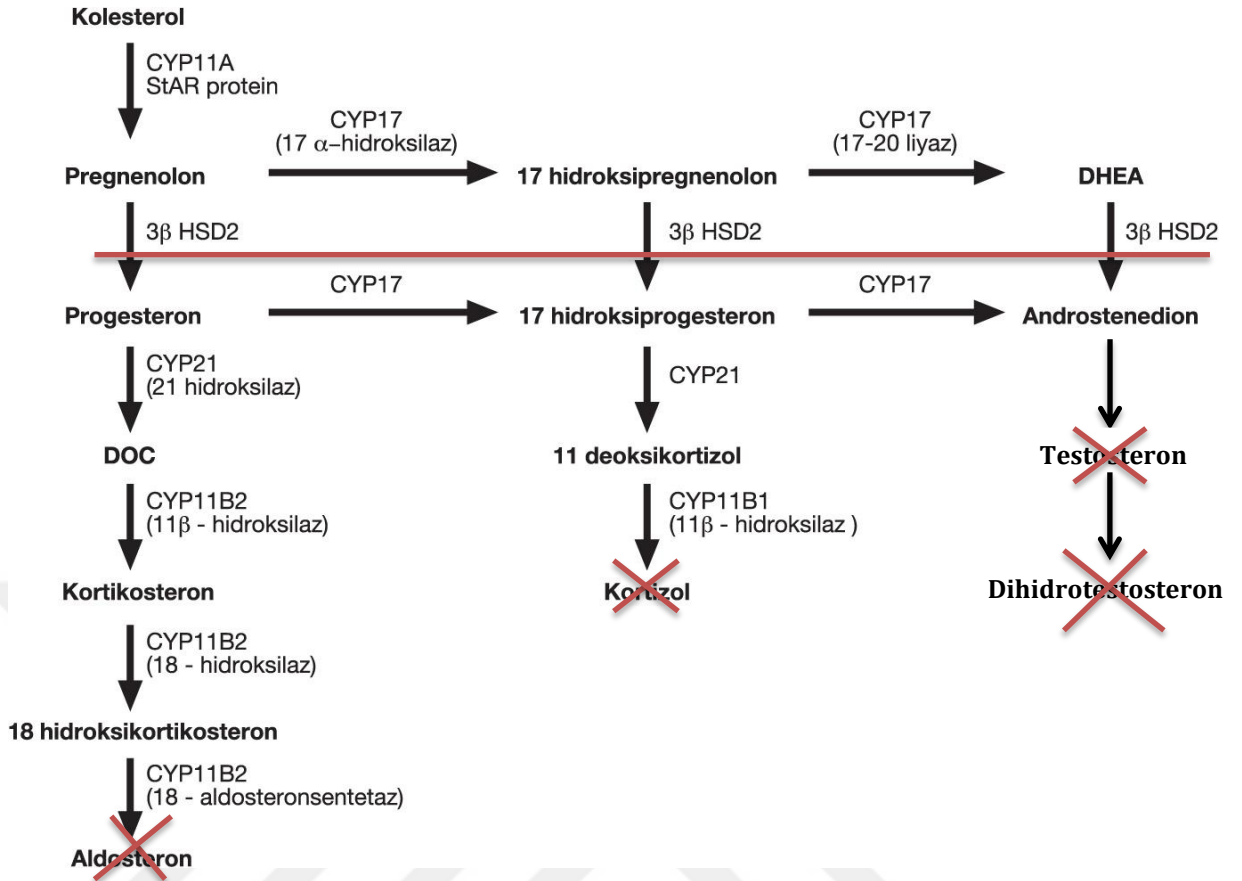 Kolesterol
CYP11A
StAR protein
CYP17
(17 α–hidroksilaz)
CYP17
(17-20 liyaz)
Pregnenolon
17 hidroksipregnenolon
DHEA
3β HSD2
3β HSD2
3β HSD2
CYP17
CYP17
Progesteron
17 hidroksiprogesteron
Androstenedion
CYP21
(21 hidroksilaz)
CYP21
DOC
11 deoksikortizol
Testosteron
CYP11B2
(11β - hidroksilaz)
CYP11B1
(11β - hidroksilaz )
Kortikosteron
Kortizol
Dihidrotestosteron
CYP11B2
(18 - hidroksilaz)
18 hidroksikortikosteron
CYP11B2
(18 - aldosteronsentetaz)
Aldosteron